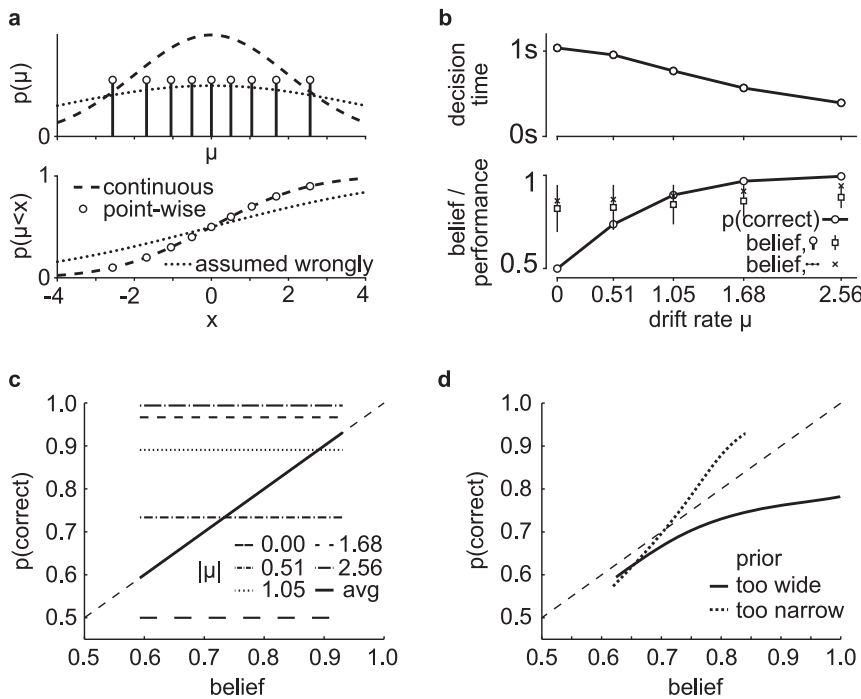 a
p(μ)
0
-4 -2 0 2 4
μ
p(μ<x)
1
0
continuous
point-wise
assumed wrongly
-4 -2 0 2 4
x
b
decision
time
1s
0s
belief /
performance
1
0.5
p(correct)
belief,
belief,
0 0.51 1.05 1.68 2.56
drift rate μ
c
p(correct)
1.0
0.9
0.8
0.7
0.6
0.5
|μ|
0.00 1.68
0.51 2.56
1.05 avg
0.5 0.6 0.7 0.8 0.9 1.0
belief
d
p(correct)
1.0
0.9
0.8
0.7
0.6
0.5
prior
too wide
too narrow
0.5 0.6 0.7 0.8 0.9 1.0
belief